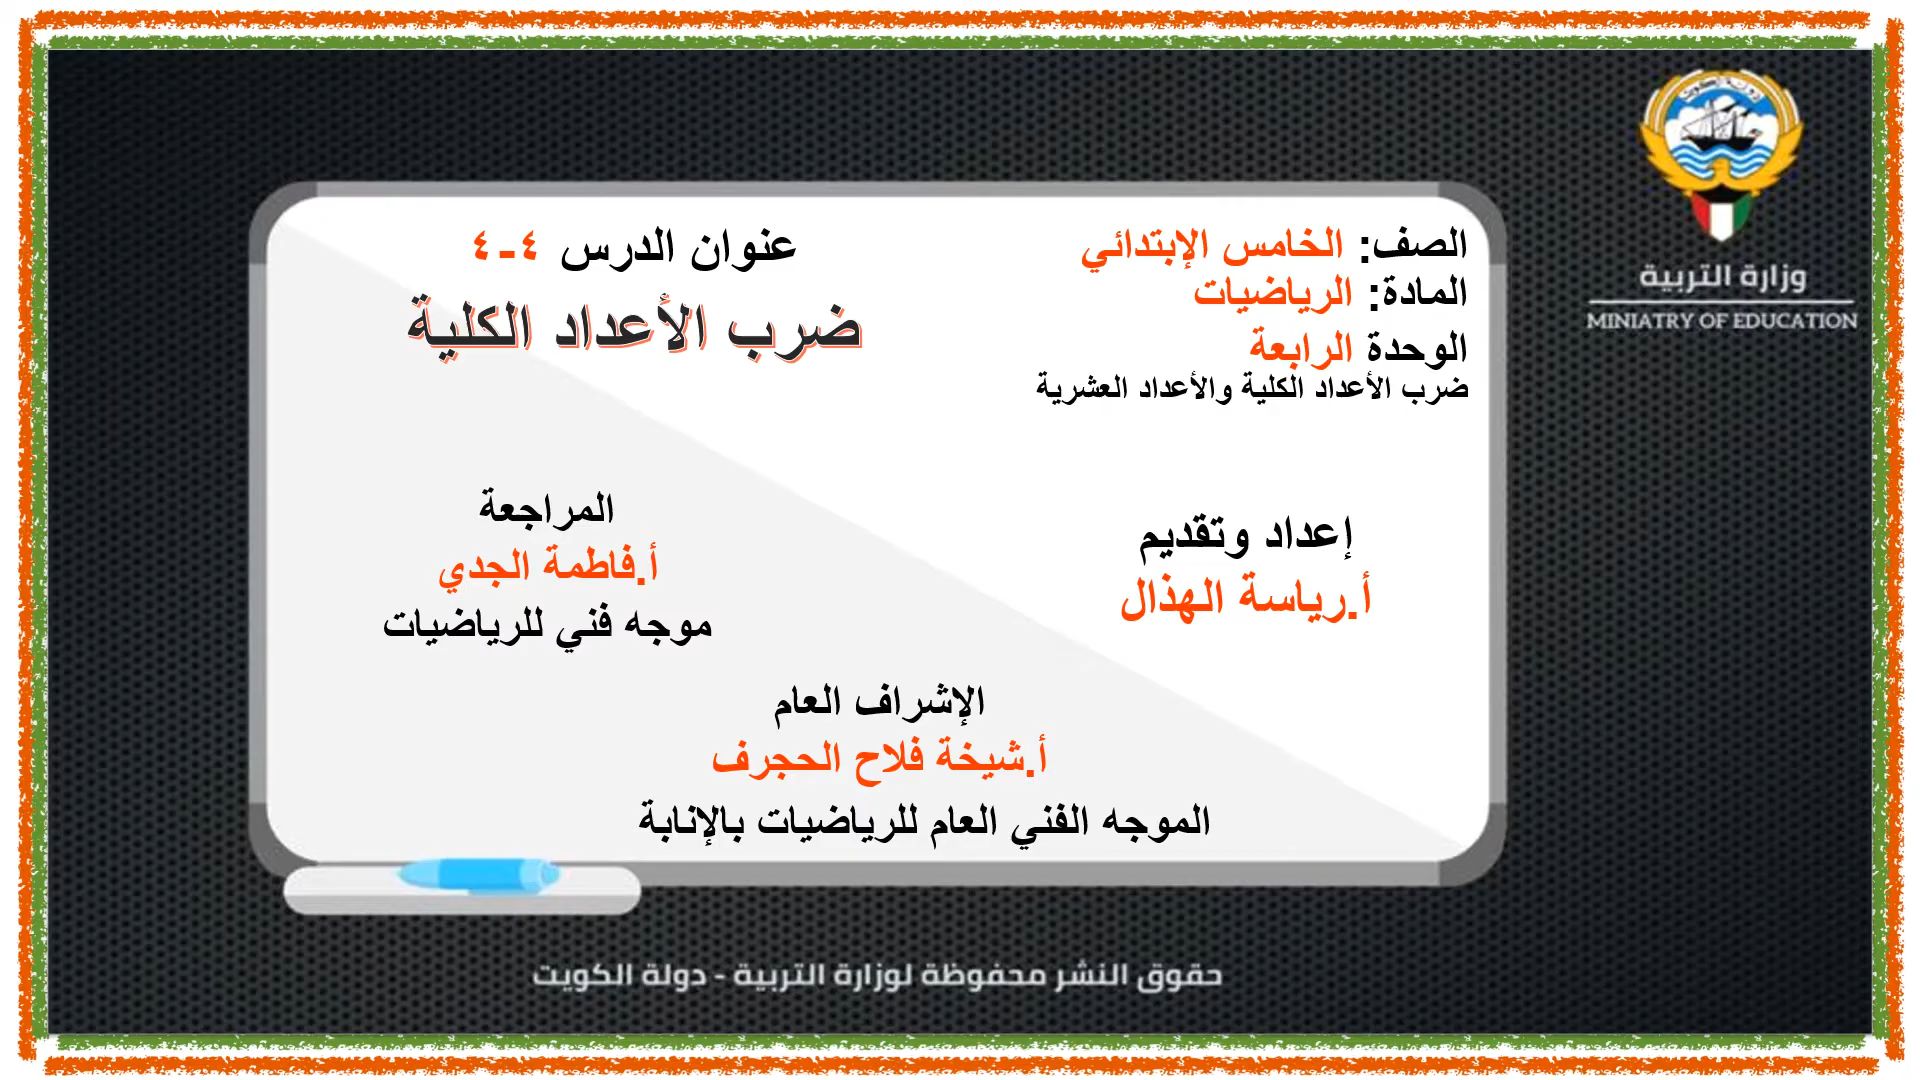 الصف: الخامس الإبتدائي
المادة: الرياضيات
الوحدة الرابعة
ضرب الأعداد الكلية والأعداد العشرية
عنوان الدرس ٤-٤
ضرب الأعداد الكلية
إعداد وتقديم
أ.رياسة الهذال
المراجعة
أ.فاطمة الجدي
موجه فني للرياضيات
الإشراف العام
أ.شيخة فلاح الحجرف
الموجه الفني العام للرياضيات بالإنابة
دولة الكويت
وزارة التربية
MINIATRY OF EDUCATION
حقوق النشر محفوظة لوزارة التربية - دولة الكويت